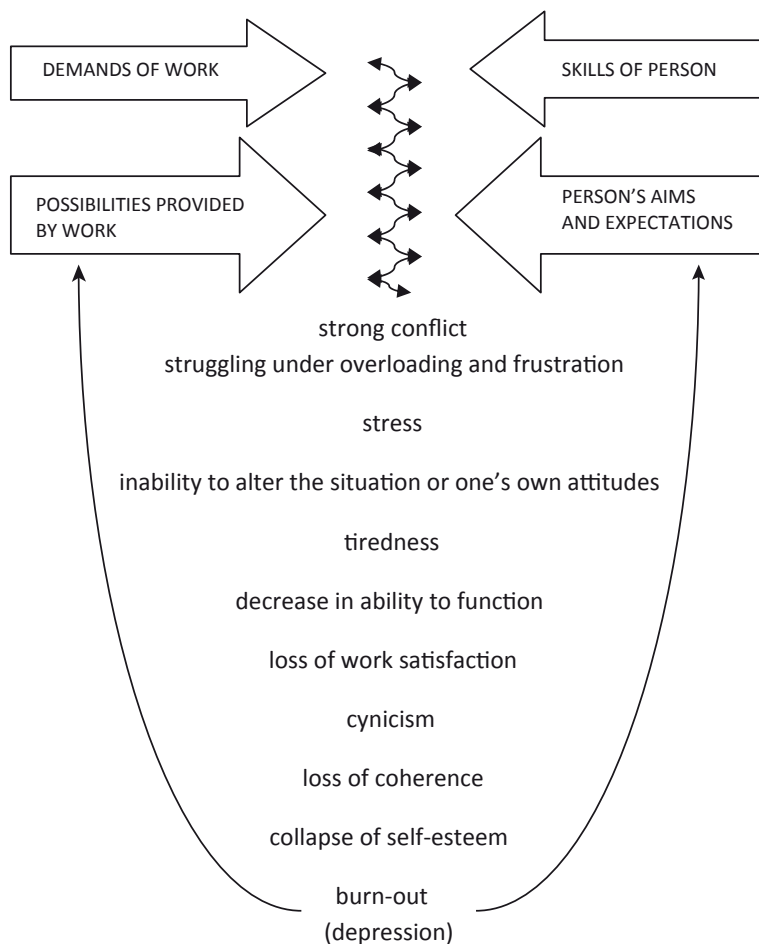 DEMANDS OF WORK
SKILLS OF PERSON
POSSIBILITIES PROVIDED
BY WORK
PERSON’S AIMS
AND EXPECTATIONS
strong conflict
struggling under overloading and frustration
stress
inability to alter the situation or one’s own attitudes
tiredness
decrease in ability to function
loss of work satisfaction
cynicism
loss of coherence
collapse of self-esteem
burn-out
(depression)